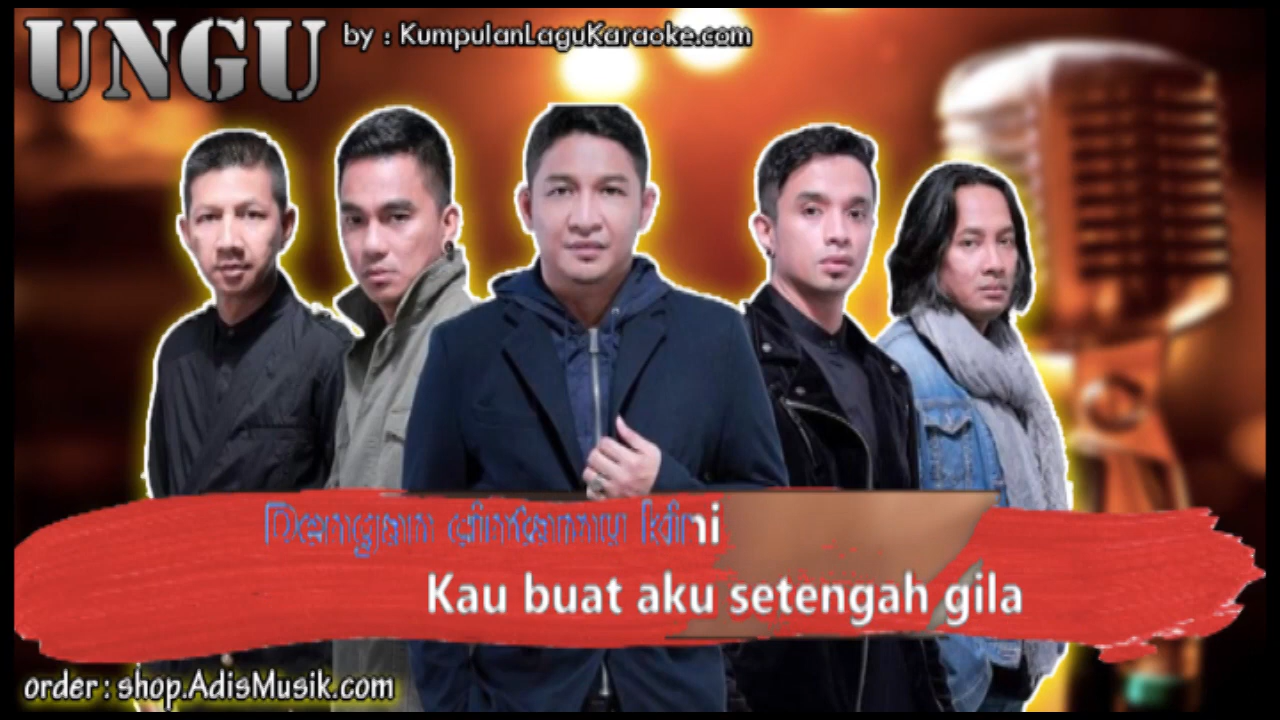 UNGU
by : KumpulanLaguKaraoke.com
Dengan cintamu kini
Kau buat aku setengah gila
order : shop.AdisMusik.com